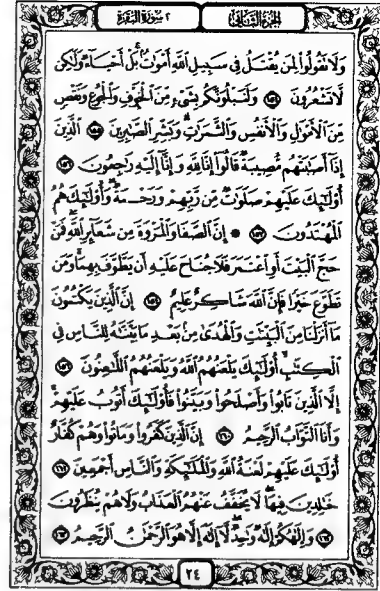 الجزء الثاني ٢ سورة البقرة
وَلَا تَقُولُوا لِمَن يُقْتَلُ فِي سَبِيلِ اللَّهِ أَمْوَاتٌ بَلْ أَحْيَاءٌ وَلَٰكِن
لَّا تَشْعُرُونَ ١٥٤ وَلَنَبْلُوَنَّكُم بِشَيْءٍ مِّنَ الْخَوْفِ وَالْجُوعِ وَنَقْصٍ
مِّنَ الْأَمْوَالِ وَالْأَنفُسِ وَالثَّمَرَاتِ وَبَشِّرِ الصَّابِرِينَ ١٥٥ الَّذِينَ
إِذَا أَصَابَتْهُم مُّصِيبَةٌ قَالُوا إِنَّا لِلَّهِ وَإِنَّا إِلَيْهِ رَاجِعُونَ ١٥٦
أُولَٰئِكَ عَلَيْهِمْ صَلَوَاتٌ مِّن رَّبِّهِمْ وَرَحْمَةٌ وَأُولَٰئِكَ هُمُ
الْمُهْتَدُونَ ١٥٧ ۞ إِنَّ الصَّفَا وَالْمَرْوَةَ مِن شَعَائِرِ اللَّهِ فَمَنْ
حَجَّ الْبَيْتَ أَوِ اعْتَمَرَ فَلَا جُنَاحَ عَلَيْهِ أَن يَطَّوَّفَ بِهِمَا وَمَن
تَطَوَّعَ خَيْرًا فَإِنَّ اللَّهَ شَاكِرٌ عَلِيمٌ ١٥٨ إِنَّ الَّذِينَ يَكْتُمُونَ
مَا أَنزَلْنَا مِنَ الْبَيِّنَاتِ وَالْهُدَىٰ مِن بَعْدِ مَا بَيَّنَّاهُ لِلنَّاسِ فِي
الْكِتَابِ أُولَٰئِكَ يَلْعَنُهُمُ اللَّهُ وَيَلْعَنُهُمُ اللَّاعِنُونَ ١٥٩
إِلَّا الَّذِينَ تَابُوا وَأَصْلَحُوا وَبَيَّنُوا فَأُولَٰئِكَ أَتُوبُ عَلَيْهِمْ
وَأَنَا التَّوَّابُ الرَّحِيمُ ١٦٠ إِنَّ الَّذِينَ كَفَرُوا وَمَاتُوا وَهُمْ كُفَّارٌ
أُولَٰئِكَ عَلَيْهِمْ لَعْنَةُ اللَّهِ وَالْمَلَائِكَةِ وَالنَّاسِ أَجْمَعِينَ ١٦١
خَالِدِينَ فِيهَا لَا يُخَفَّفُ عَنْهُمُ الْعَذَابُ وَلَا هُمْ يُنظَرُونَ
١٦٢ وَإِلَٰهُكُمْ إِلَٰهٌ وَاحِدٌ لَّا إِلَٰهَ إِلَّا هُوَ الرَّحْمَٰنُ الرَّحِيمُ ١٦٣
٢٤